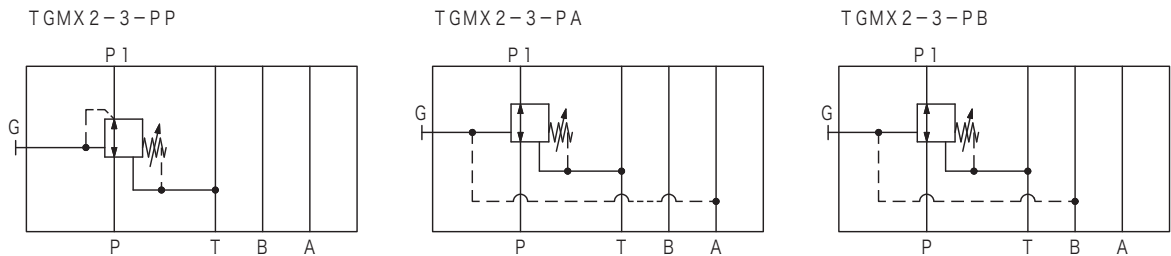 TGMX2-3-PP
TGMX2-3-PA
TGMX2-3-PB
P1
P1
P1
G
G
G
P T B A
P T B A
P T B A